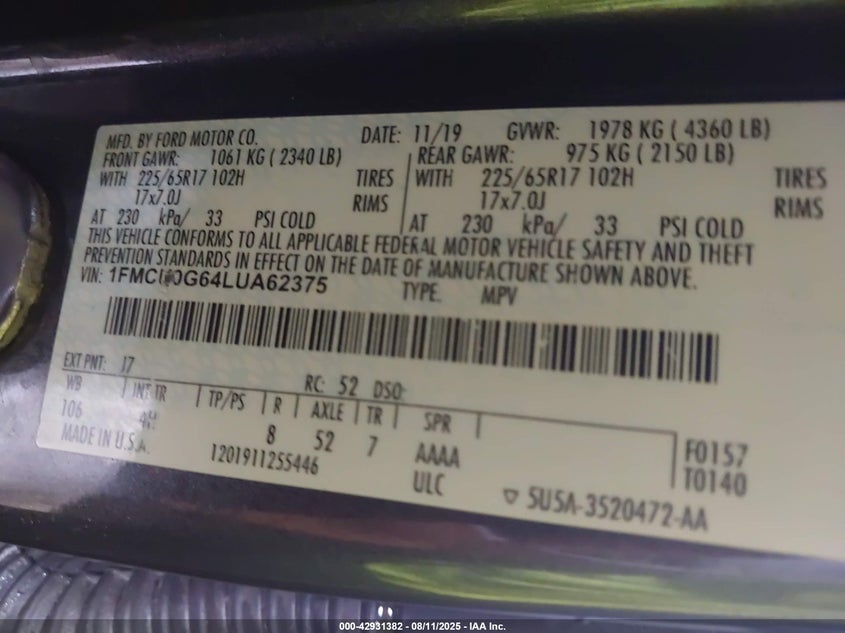 MFD. BY FORD MOTOR CO. DATE: 11/19 GVWR: 1978 KG ( 4360 LB)
FRONT GAWR: 1061 KG ( 2340 LB) REAR GAWR: 975 KG ( 2150 LB)
WITH 225/65R17 102H TIRES WITH 225/65R17 102H TIRES
17x7.0J RIMS 17x7.0J RIMS
AT 230 kPa/ 33 PSI COLD AT 230 kPa/ 33 PSI COLD
THIS VEHICLE CONFORMS TO ALL APPLICABLE FEDERAL MOTOR VEHICLE SAFETY AND THEFT
PREVENTION STANDARDS IN EFFECT ON THE DATE OF MANUFACTURE SHOWN ABOVE.
VIN: TYPE: MPV
EXT PNT: 17 RC: 52 DSO:
WB INT TR TP/PS R AXLE TR SPR
106 4H 8 52 7 AAAA F0157
MADE IN U.S.A. 1201911255446 ULC T0140
5U5A-3520472-AA
000-42931382 - 08/11/2025 - IAA Inc.